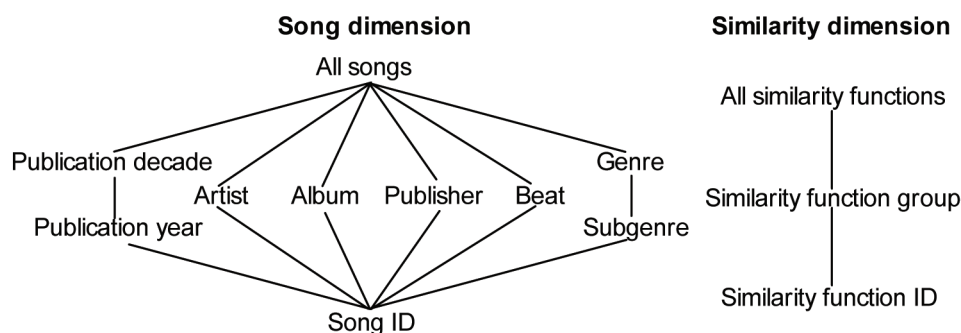 Song dimension
Similarity dimension
All songs
All similarity functions
Publication decade
Genre
Artist
Album
Publisher
Beat
Similarity function group
Publication year
Subgenre
Similarity function ID
Song ID